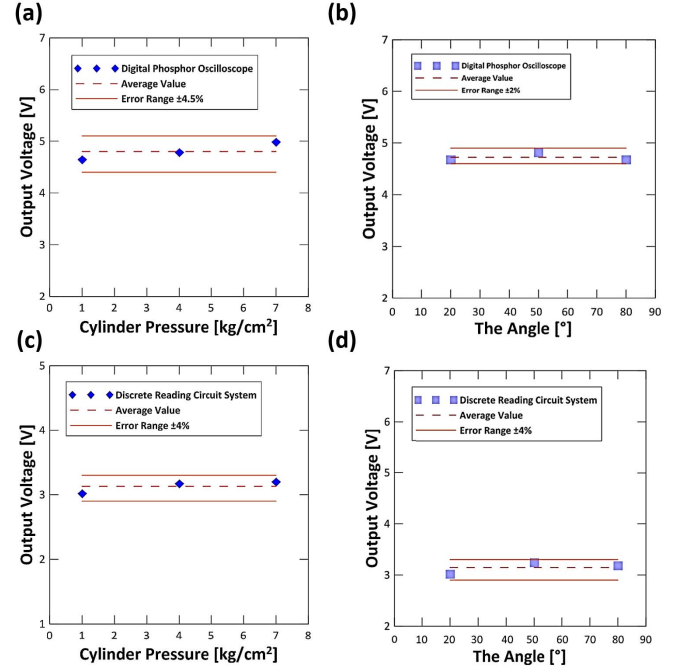 (a)
7
6
5
4
3
2
Output Voltage [V]
Digital Phosphor Oscilloscope
Average Value
Error Range ±4.5%
0 1 2 3 4 5 6 7 8
Cylinder Pressure [kg/cm²]
(b)
7
6
5
4
3
2
Output Voltage [V]
Digital Phosphor Oscilloscope
Average Value
Error Range ±2%
0 10 20 30 40 50 60 70 80 90
The Angle [°]
(c)
5
4
3
2
1
Output Voltage [V]
Discrete Reading Circuit System
Average Value
Error Range ±4%
0 1 2 3 4 5 6 7 8
Cylinder Pressure [kg/cm²]
(d)
7
6
5
4
3
2
Output Voltage [V]
Discrete Reading Circuit System
Average Value
Error Range ±4%
0 10 20 30 40 50 60 70 80 90
The Angle [°]